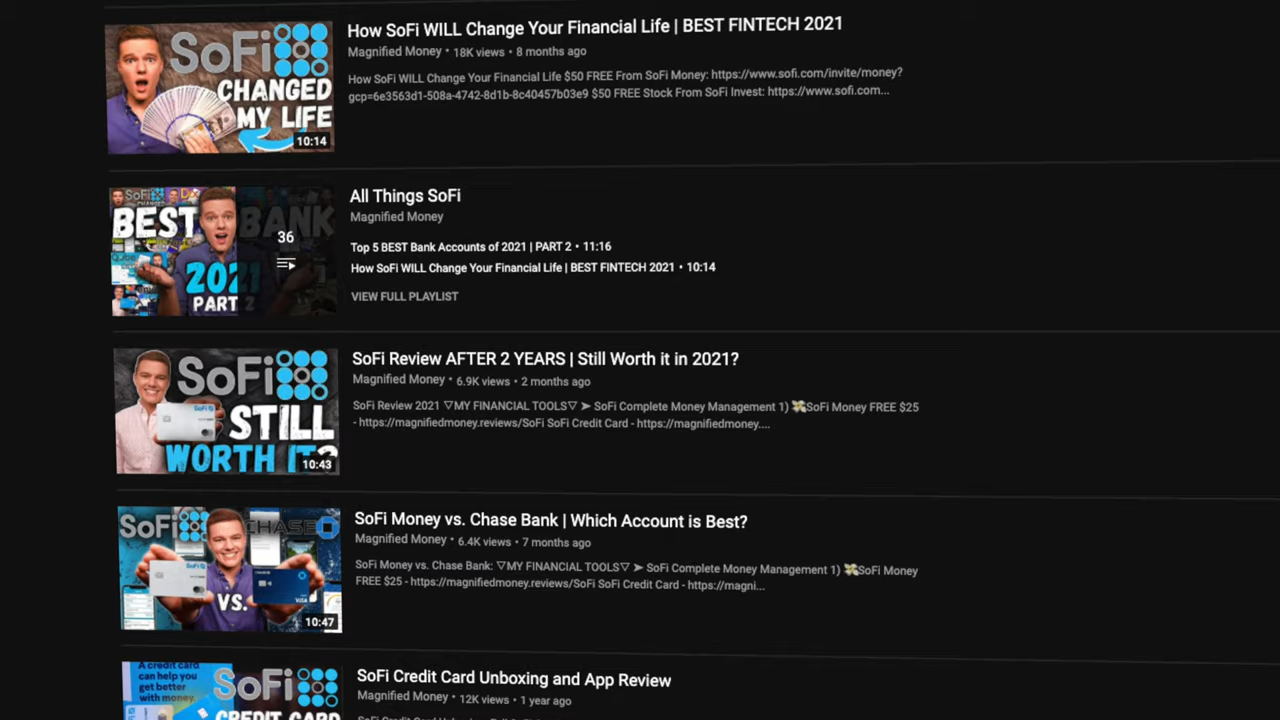 SoFi
CHANGED
MY LIFE
10:14
How SoFi WILL Change Your Financial Life | BEST FINTECH 2021
Magnified Money • 18K views • 8 months ago
How SoFi WILL Change Your Financial Life $50 FREE From SoFi Money: https://www.sofi.com/invite/money?
gcp=6e3563d1-508a-4742-8d1b-8c40457b03e9 $50 FREE Stock From SoFi Invest: https://www.sofi.com...
SoFi
BEST BANK
2021
PART 2
36
All Things SoFi
Magnified Money
Top 5 BEST Bank Accounts of 2021 | PART 2 • 11:16
How SoFi WILL Change Your Financial Life | BEST FINTECH 2021 • 10:14
VIEW FULL PLAYLIST
SoFi
SoFi
STILL
WORTH IT?
10:43
SoFi Review AFTER 2 YEARS | Still Worth it in 2021?
Magnified Money • 6.9K views • 2 months ago
SoFi Review 2021 ▽MY FINANCIAL TOOLS▽ ➤ SoFi Complete Money Management 1) 💸SoFi Money FREE $25
- https://magnifiedmoney.reviews/SoFi SoFi Credit Card - https://magnifiedmoney....
SoFi CHASE
SoFi
VS.
VISA
10:47
SoFi Money vs. Chase Bank | Which Account is Best?
Magnified Money • 6.4K views • 7 months ago
SoFi Money vs. Chase Bank: ▽MY FINANCIAL TOOLS▽ ➤ SoFi Complete Money Management 1) 💸SoFi Money
FREE $25 - https://magnifiedmoney.reviews/SoFi SoFi Credit Card - https://magni...
A credit card
can help you
get better
with money.
SoFi
CREDIT CARD
SoFi Credit Card Unboxing and App Review
Magnified Money • 12K views • 1 year ago